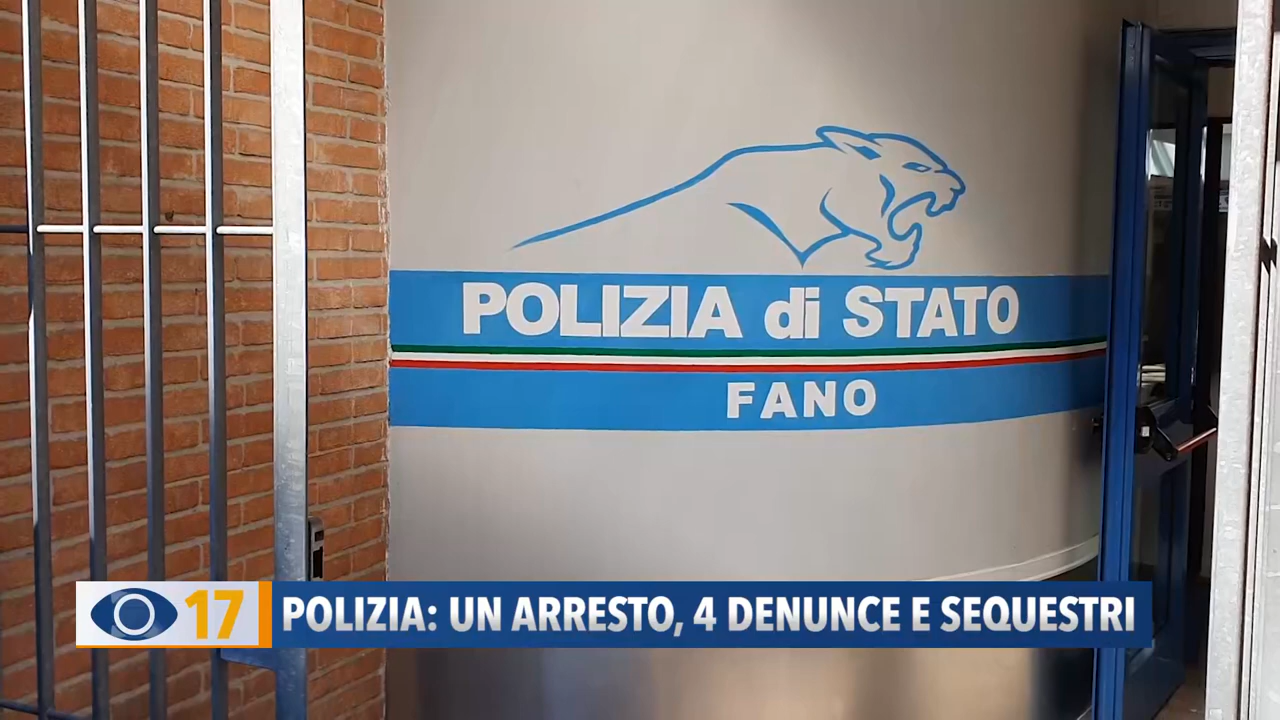 POLIZIA di STATO
FANO
17 POLIZIA: UN ARRESTO, 4 DENUNCE E SEQUESTRI